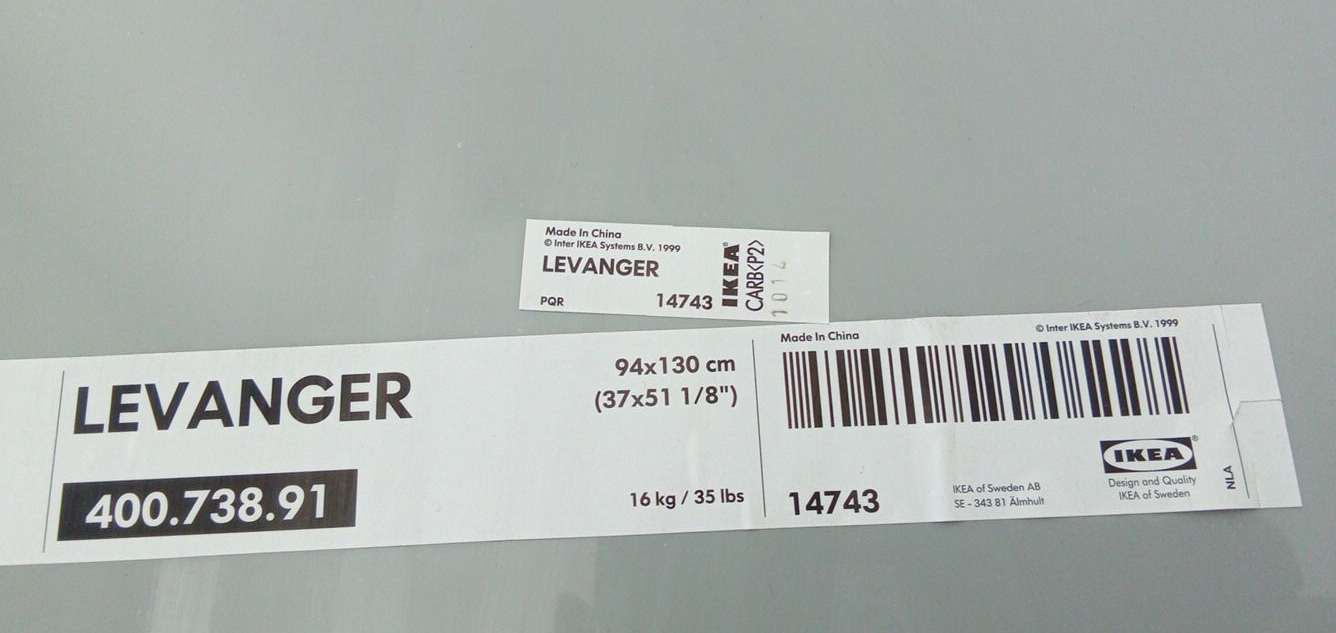 Made In China
© Inter IKEA Systems B.V. 1999
LEVANGER
PQR
14743
IKEA®
CARB<P2>
1014
LEVANGER
400.738.91
94x130 cm
(37x51 1/8")
16 kg / 35 lbs
Made In China
© Inter IKEA Systems B.V. 1999
14743
IKEA of Sweden AB
SE - 343 81 Älmhult
IKEA®
Design and Quality
IKEA of Sweden
NLA